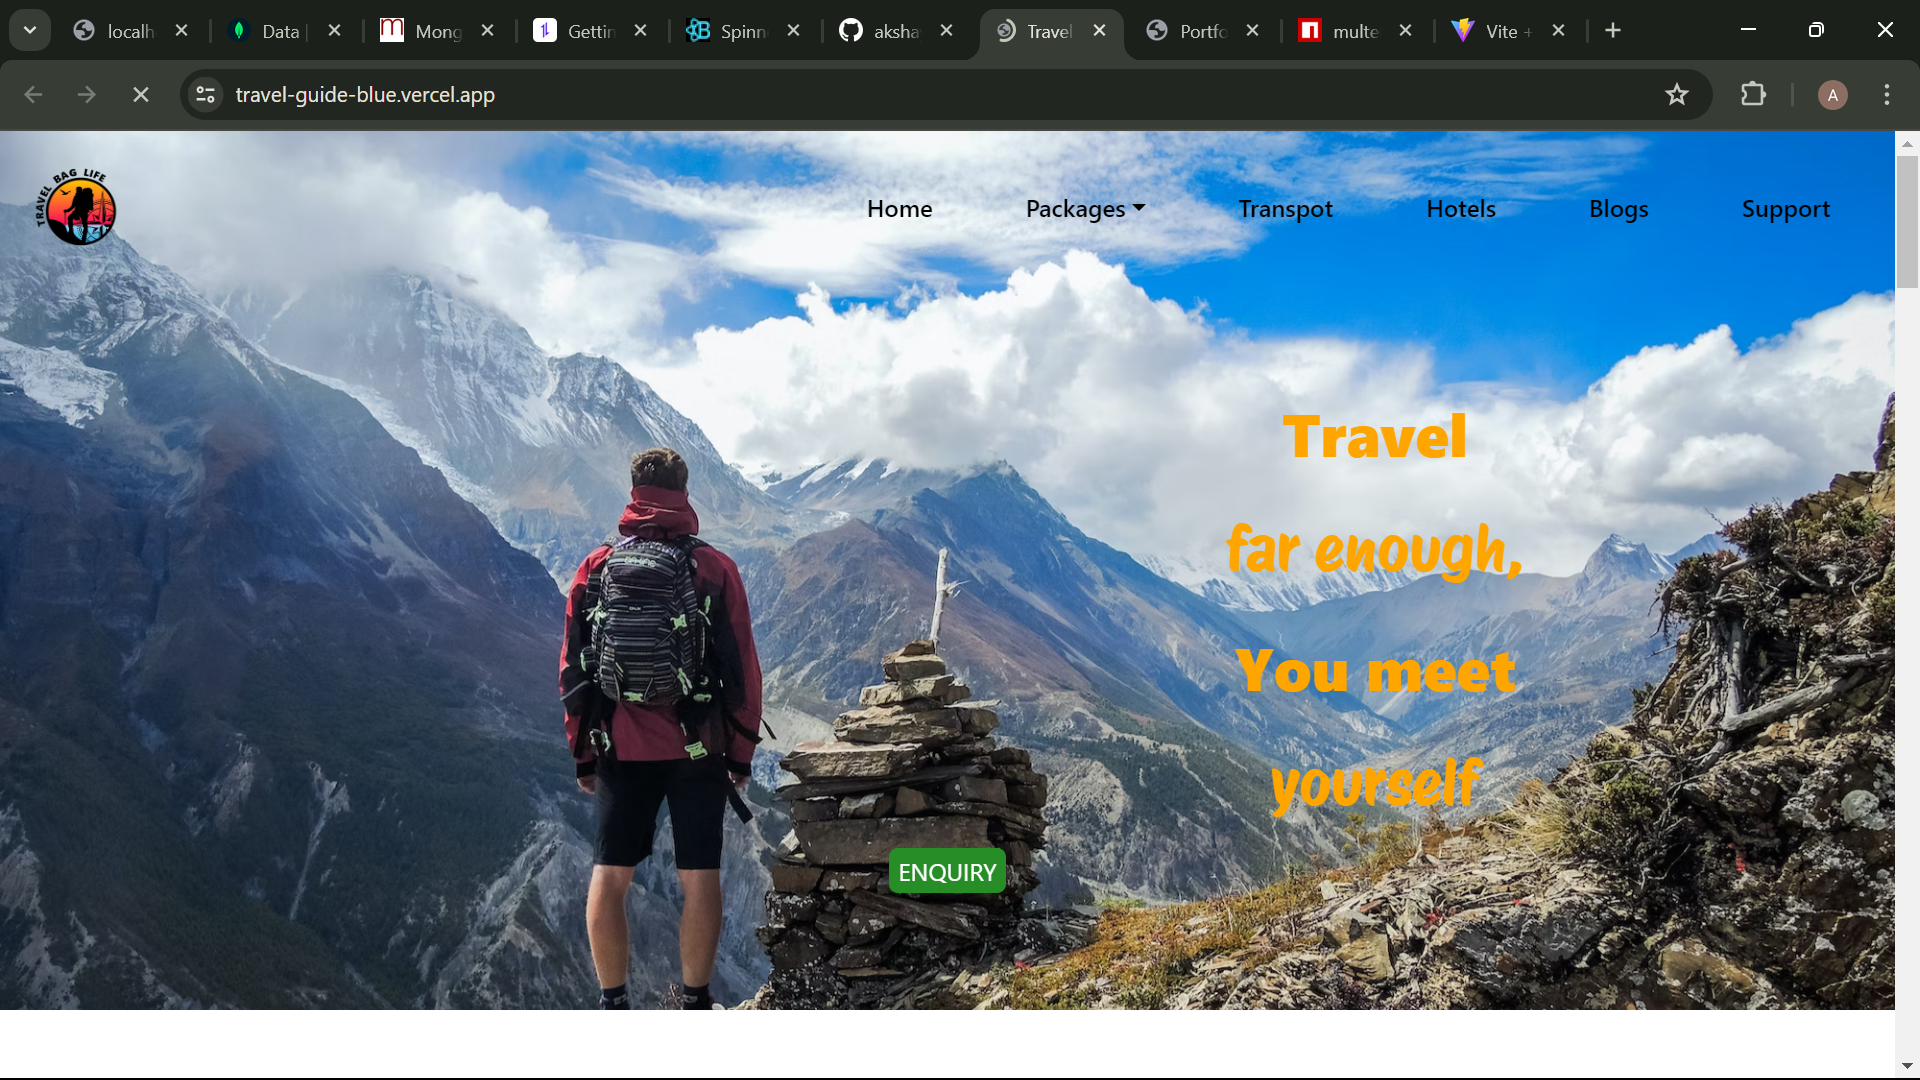 localh
Data |
Mong
Gettin
Spinn
aksha
Travel
Portfo
multe
Vite +
travel-guide-blue.vercel.app
A
TRAVEL BAG LIFE
Home
Packages
Transpot
Hotels
Blogs
Support
Travel
far enough,
You meet
yourself
ENQUIRY